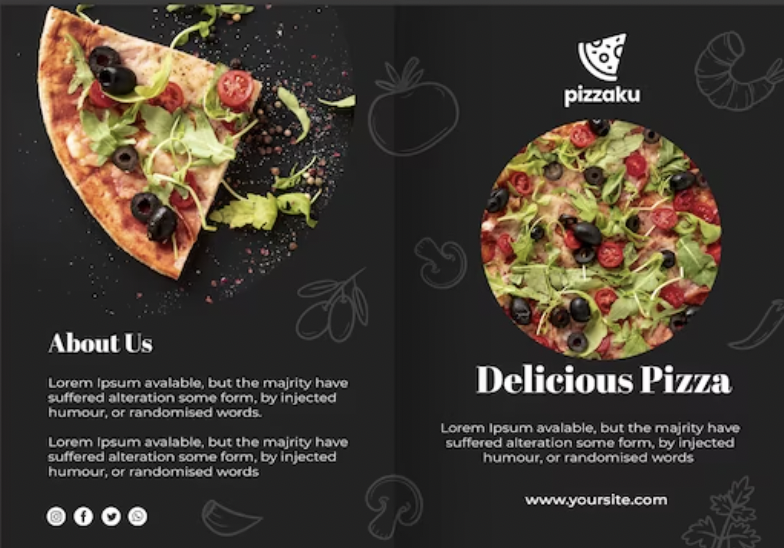 About Us
Lorem Ipsum avalable, but the majrity have
suffered alteration some form, by injected
humour, or randomised words.
Lorem Ipsum avalable, but the majrity have
suffered alteration some form, by injected
humour, or randomised words
pizzaku
Delicious Pizza
Lorem Ipsum avalable, but the majrity have
suffered alteration some form, by injected
humour, or randomised words
www.yoursite.com